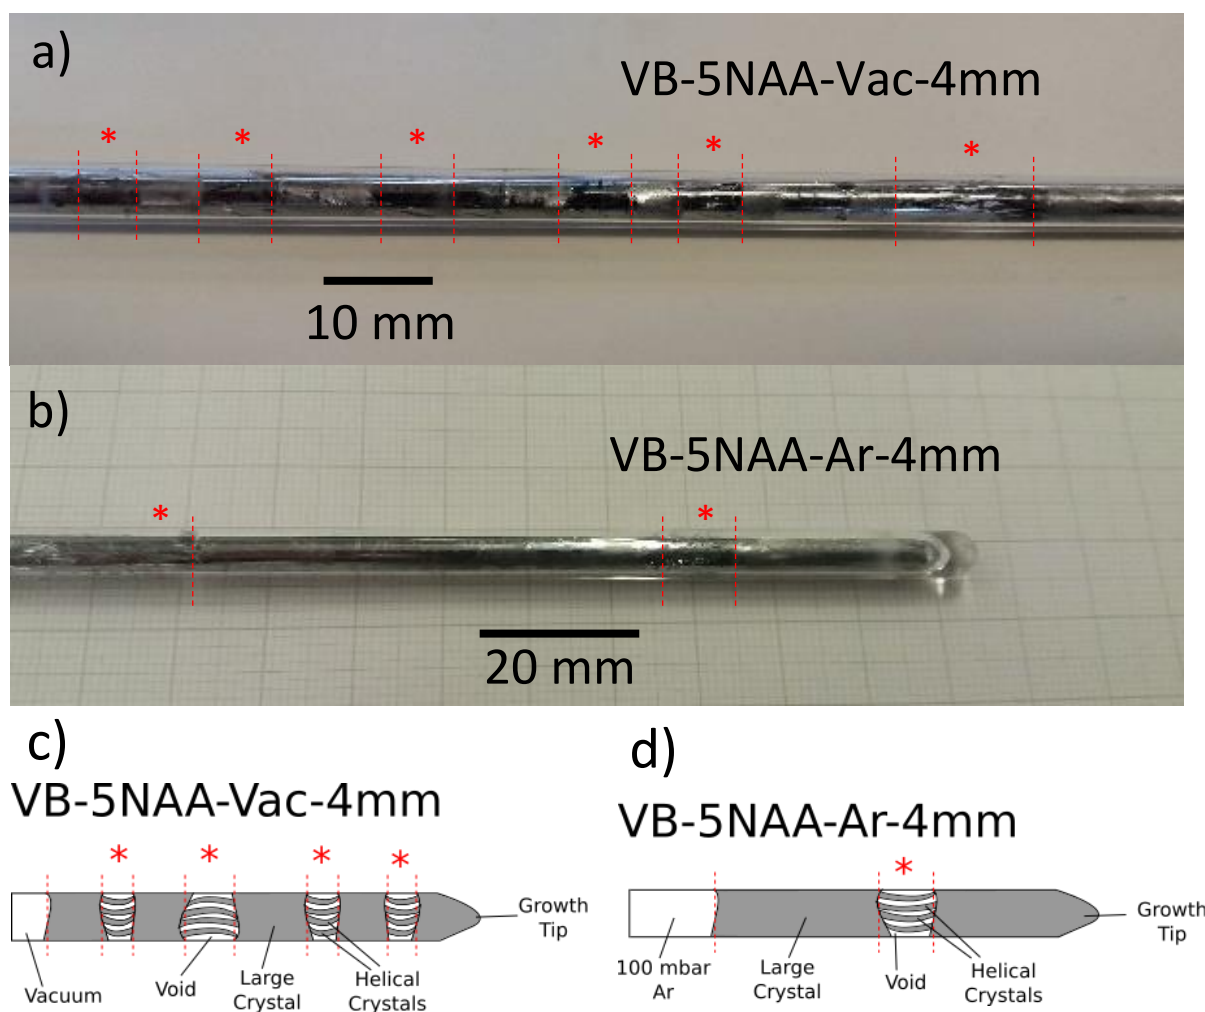 a)
VB-5NAA-Vac-4mm
* * * * * *
10 mm
b)
VB-5NAA-Ar-4mm
* *
20 mm
c)
VB-5NAA-Vac-4mm
* * * *
Growth
Tip
Vacuum
Void
Large
Crystal
Helical
Crystals
d)
VB-5NAA-Ar-4mm
*
Growth
Tip
100 mbar
Ar
Large
Crystal
Void
Helical
Crystals